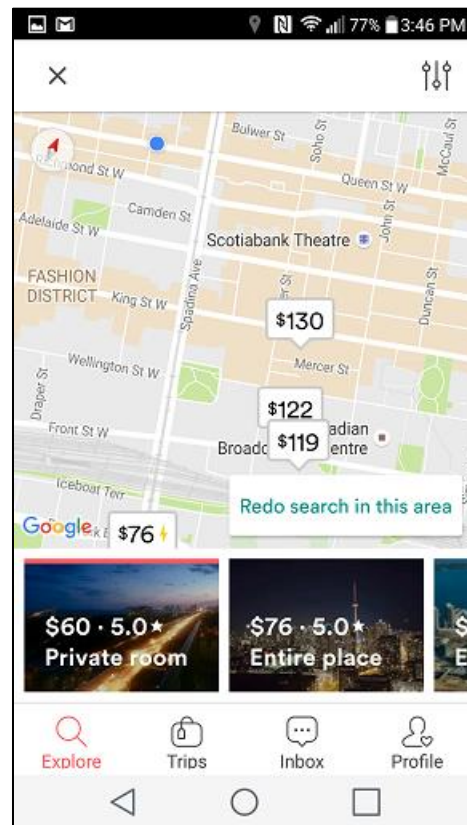 77% 3:46 PM
Bulwer St
Soho St
McCaul St
Richmond St W
Queen St W
Camden St
John St
Adelaide St W
Scotiabank Theatre
Spadina Ave
FASHION
DISTRICT
King St W
Duncan St
$130
Mercer St
Wellington St W
Draper St
$122
Front St W
$119
entre
Iceboat Terr
Redo search in this area
Google
$76
$60 · 5.0★
Private room
$76 · 5.0★
Entire place
$
E
Explore
Trips
Inbox
Profile